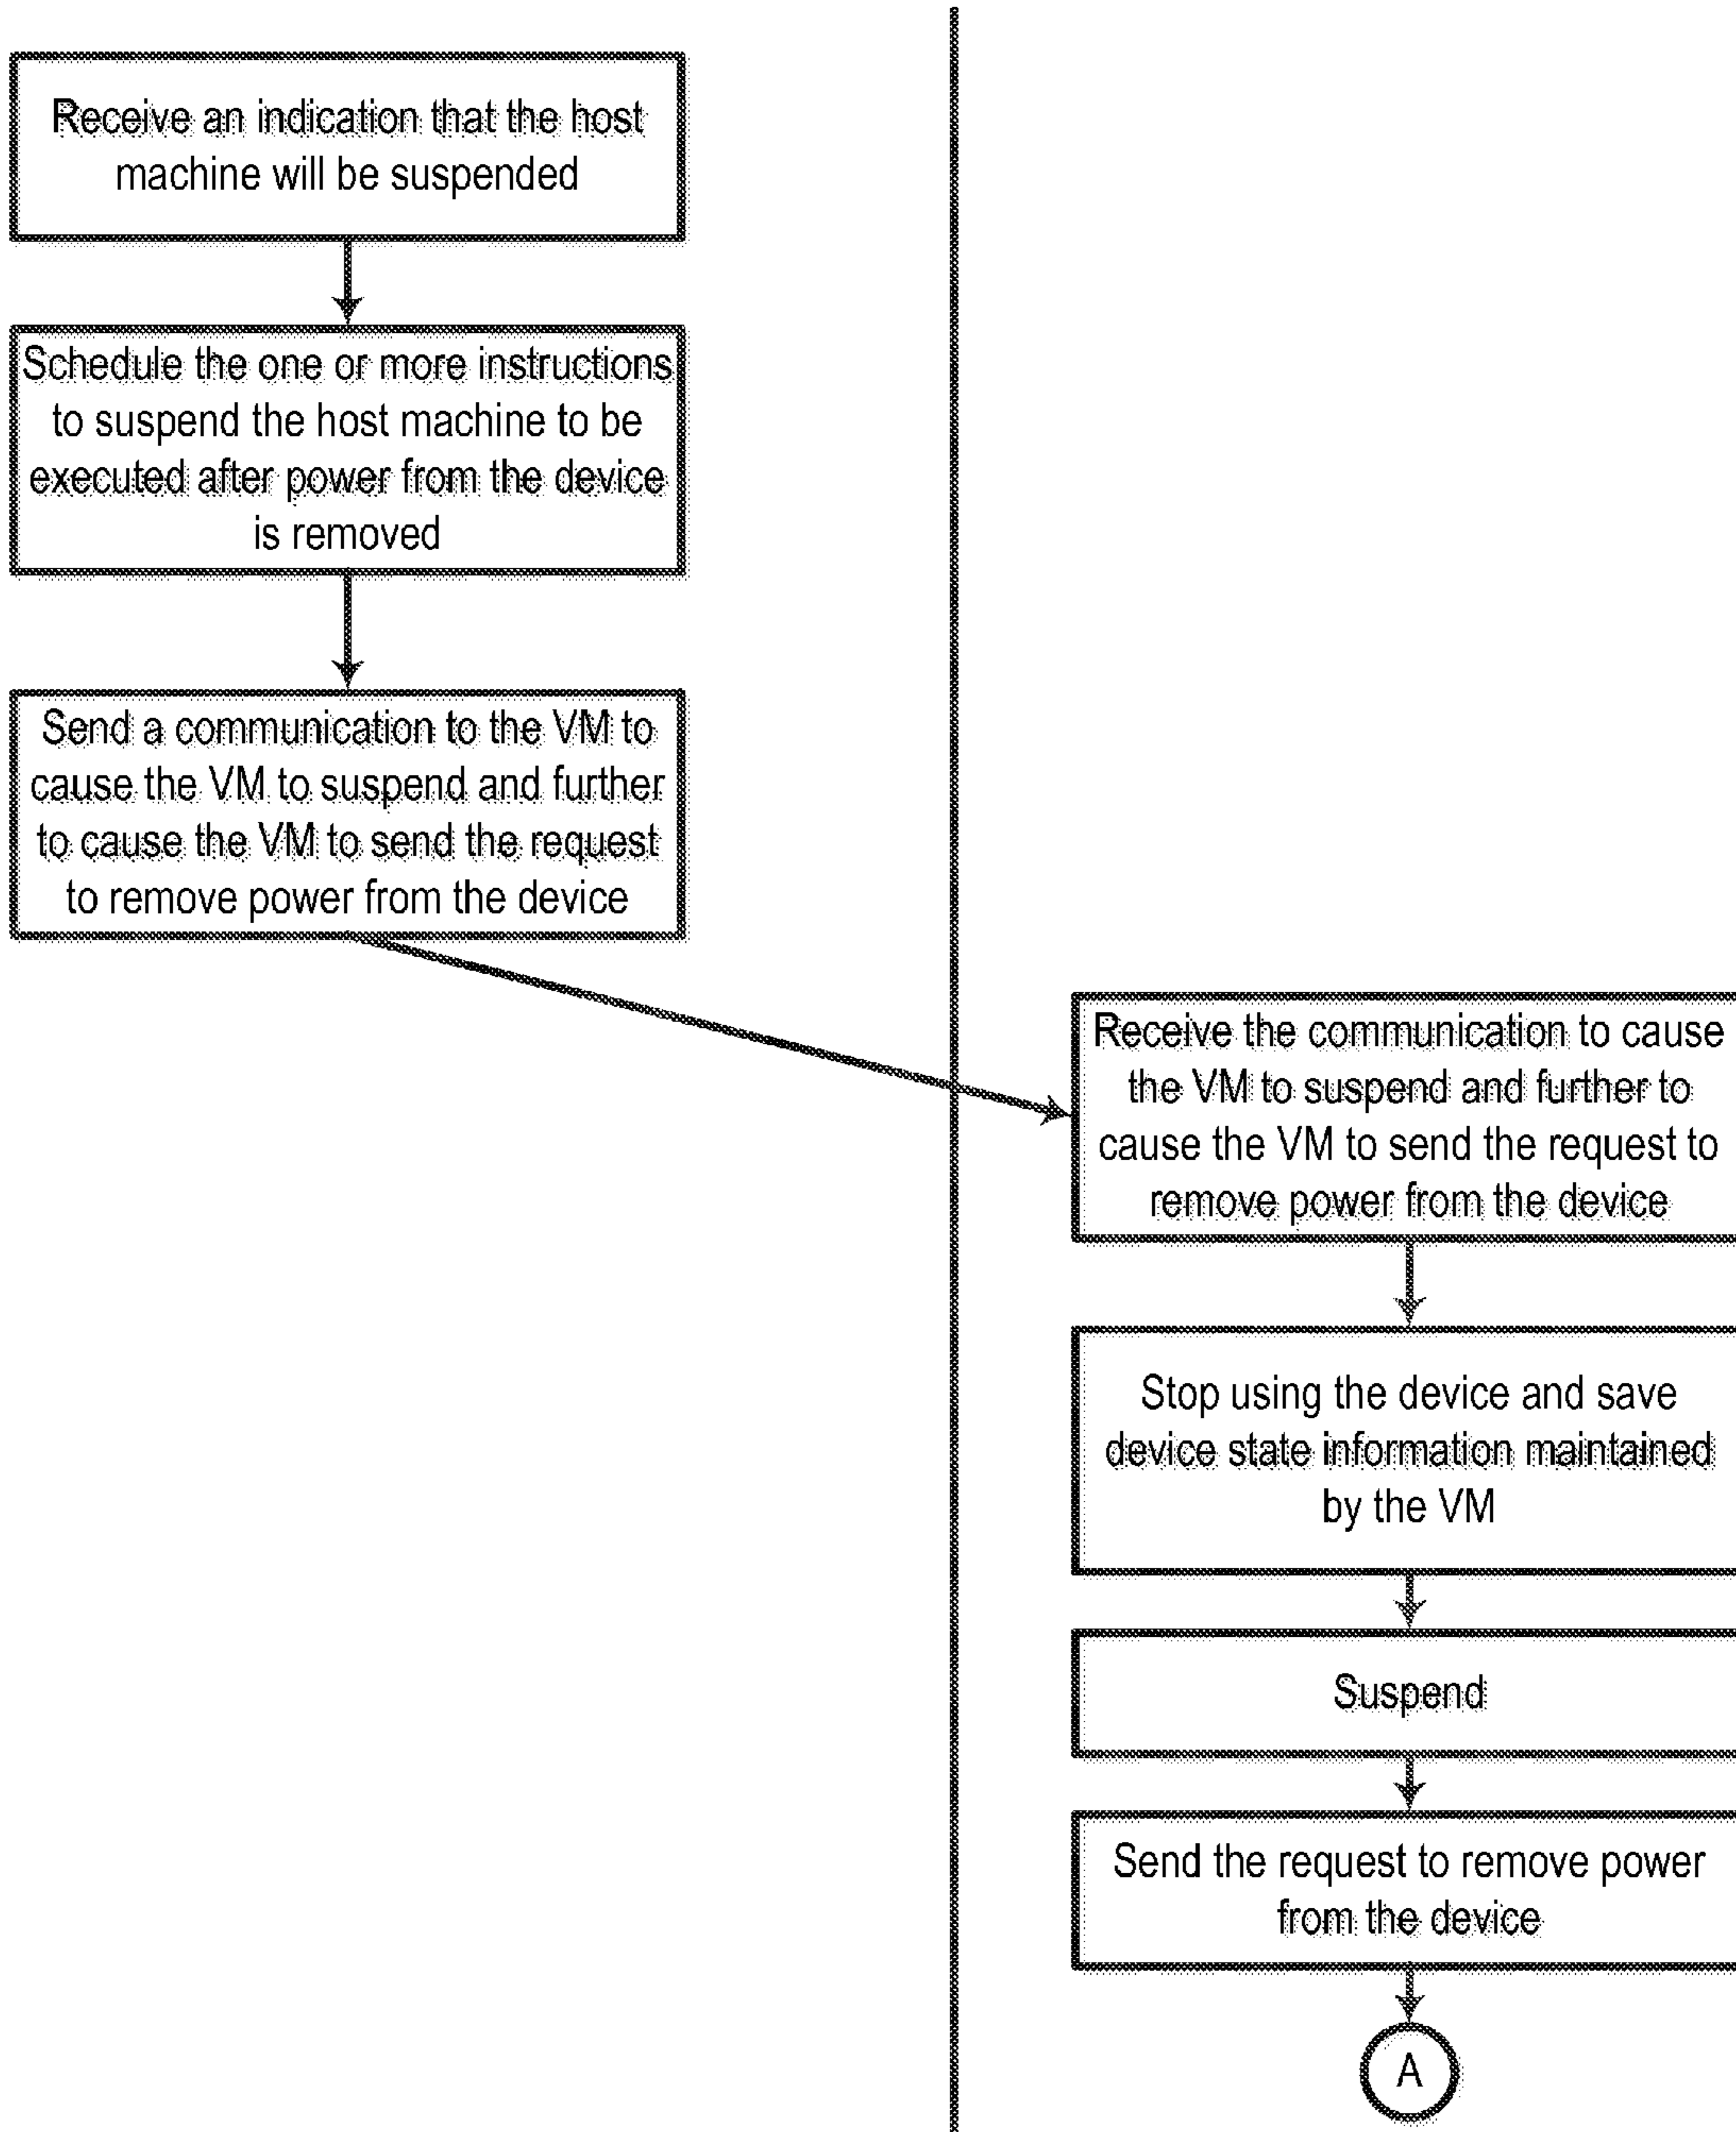 Receive an indication that the host
machine will be suspended
Schedule the one or more instructions
to suspend the host machine to be
executed after power from the device
is removed
Send a communication to the VM to
cause the VM to suspend and further
to cause the VM to send the request
to remove power from the device
Receive the communication to cause
the VM to suspend and further to
cause the VM to send the request to
remove power from the device
Stop using the device and save
device state information maintained
by the VM
Suspend
Send the request to remove power
from the device
A